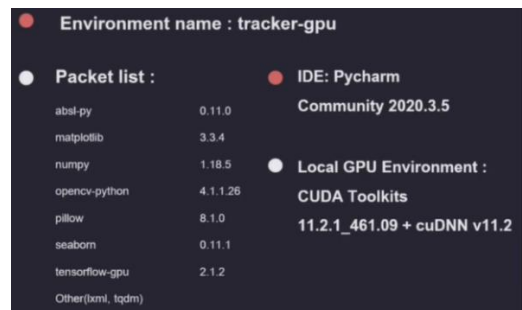 Environment name : tracker-gpu
Packet list :
absl-py 0.11.0
matplotlib 3.3.4
numpy 1.18.5
opencv-python 4.1.1.26
pillow 8.1.0
seaborn 0.11.1
tensorflow-gpu 2.1.2
Other(lxml, tqdm)
IDE: Pycharm
Community 2020.3.5
Local GPU Environment :
CUDA Toolkits
11.2.1_461.09 + cuDNN v11.2